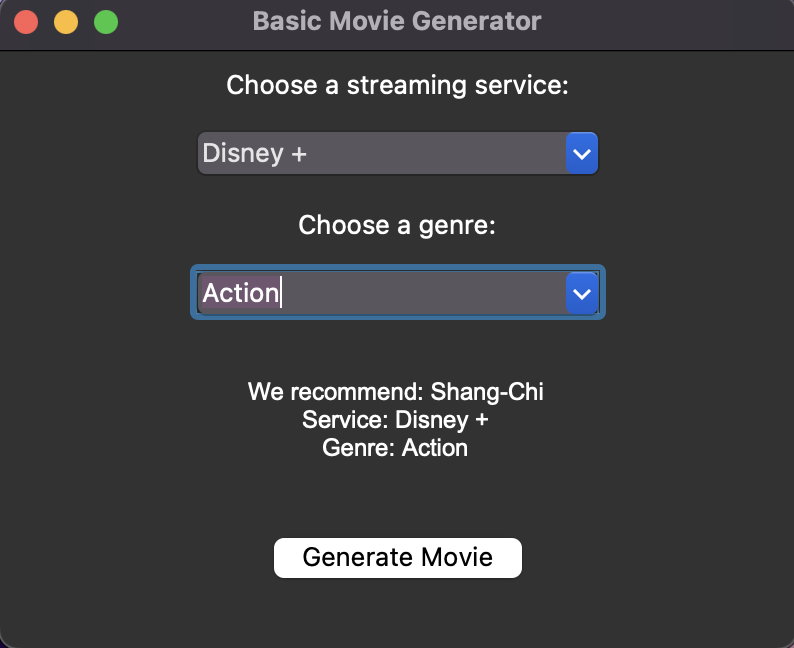 Basic Movie Generator
Choose a streaming service:
Disney +
Choose a genre:
Action
We recommend: Shang-Chi
Service: Disney +
Genre: Action
Generate Movie